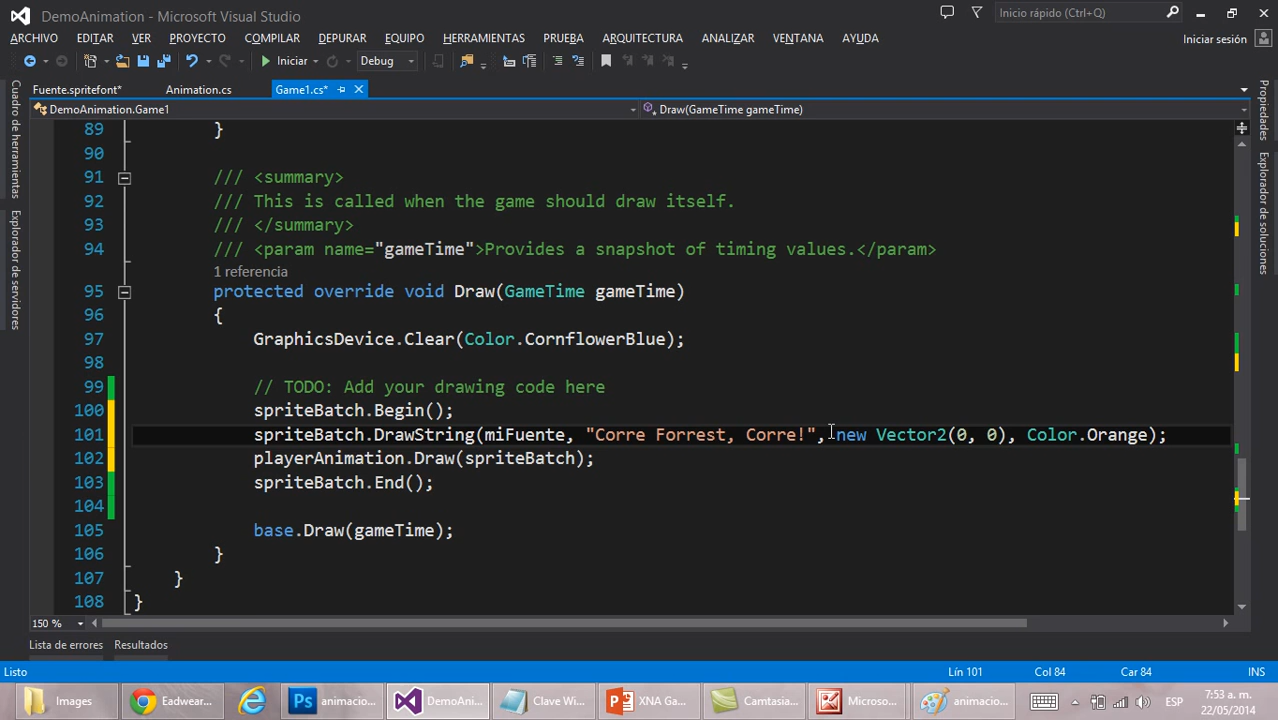 DemoAnimation - Microsoft Visual Studio
Inicio rápido (Ctrl+Q)
ARCHIVO EDITAR VER PROYECTO COMPILAR DEPURAR EQUIPO HERRAMIENTAS PRUEBA ARQUITECTURA ANALIZAR VENTANA AYUDA
Iniciar sesión
Iniciar Debug
Fuente.spritefont* Animation.cs Game1.cs*
DemoAnimation.Game1 Draw(GameTime gameTime)
Cuadro de herramientas
Explorador de servidores
Propiedades
Explorador de soluciones
89 }
90
91 /// <summary>
92 /// This is called when the game should draw itself.
93 /// </summary>
94 /// <param name="gameTime">Provides a snapshot of timing values.</param>
1 referencia
95 protected override void Draw(GameTime gameTime)
96 {
97 GraphicsDevice.Clear(Color.CornflowerBlue);
98
99 // TODO: Add your drawing code here
100 spriteBatch.Begin();
101 spriteBatch.DrawString(miFuente, "Corre Forrest, Corre!", new Vector2(0, 0), Color.Orange);
102 playerAnimation.Draw(spriteBatch);
103 spriteBatch.End();
104
105 base.Draw(gameTime);
106 }
107 }
108 }
150 %
Lista de errores Resultados
Listo Lín 101 Col 84 Car 84 INS
Images Eadwear... Ps animacio... DemoAni... Clave Wi... XNA Ga... Camtasia... Microso... animacio... ESP
7:53 a. m.
22/05/2014